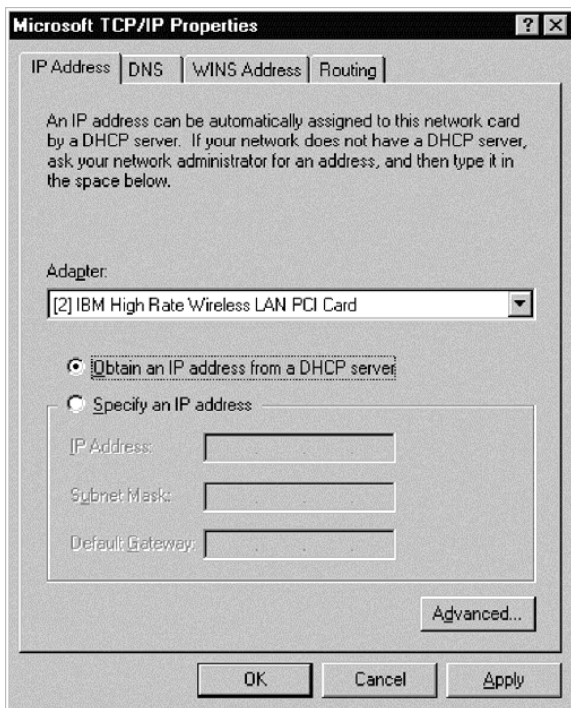 Microsoft TCP/IP Properties
IP Address DNS WINS Address Routing
An IP address can be automatically assigned to this network card
by a DHCP server. If your network does not have a DHCP server,
ask your network administrator for an address, and then type it in
the space below.
Adapter:
[2] IBM High Rate Wireless LAN PCI Card
Obtain an IP address from a DHCP server
Specify an IP address
IP Address:
Subnet Mask:
Default Gateway:
Advanced...
OK Cancel Apply